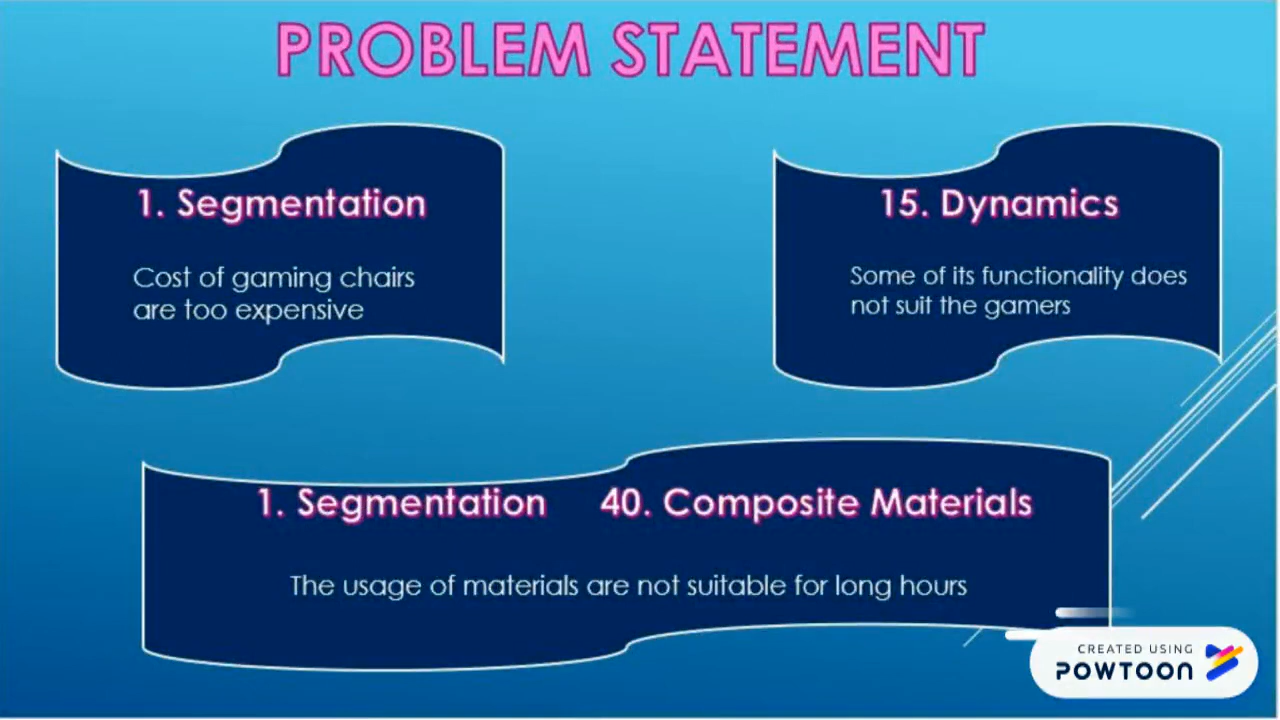 PROBLEM STATEMENT
1. Segmentation
Cost of gaming chairs
are too expensive
15. Dynamics
Some of its functionality does
not suit the gamers
1. Segmentation 40. Composite Materials
The usage of materials are not suitable for long hours
CREATED USING
POWTOON